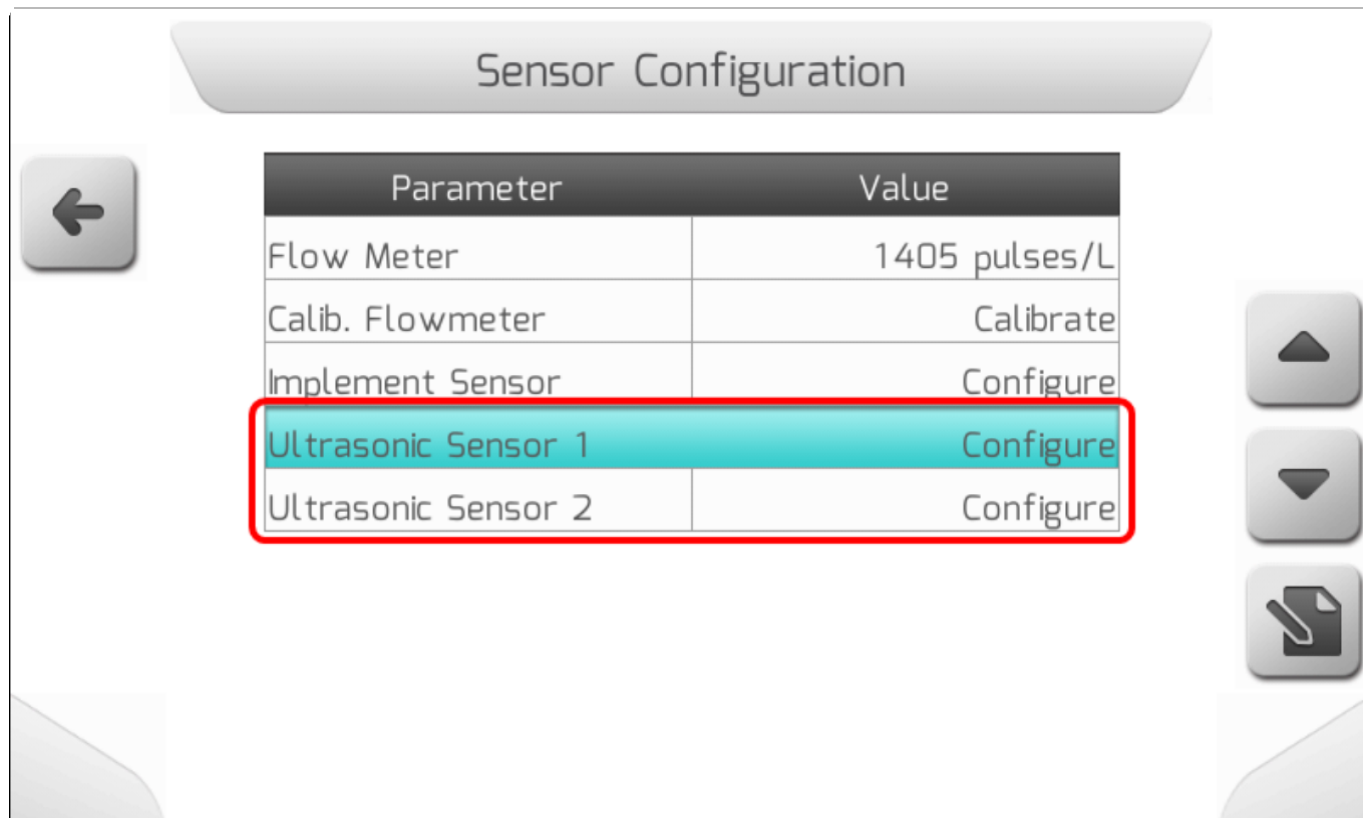 Sensor Configuration
Parameter Value
Flow Meter 1405 pulses/L
Calib. Flowmeter Calibrate
Implement Sensor Configure
Ultrasonic Sensor 1 Configure
Ultrasonic Sensor 2 Configure